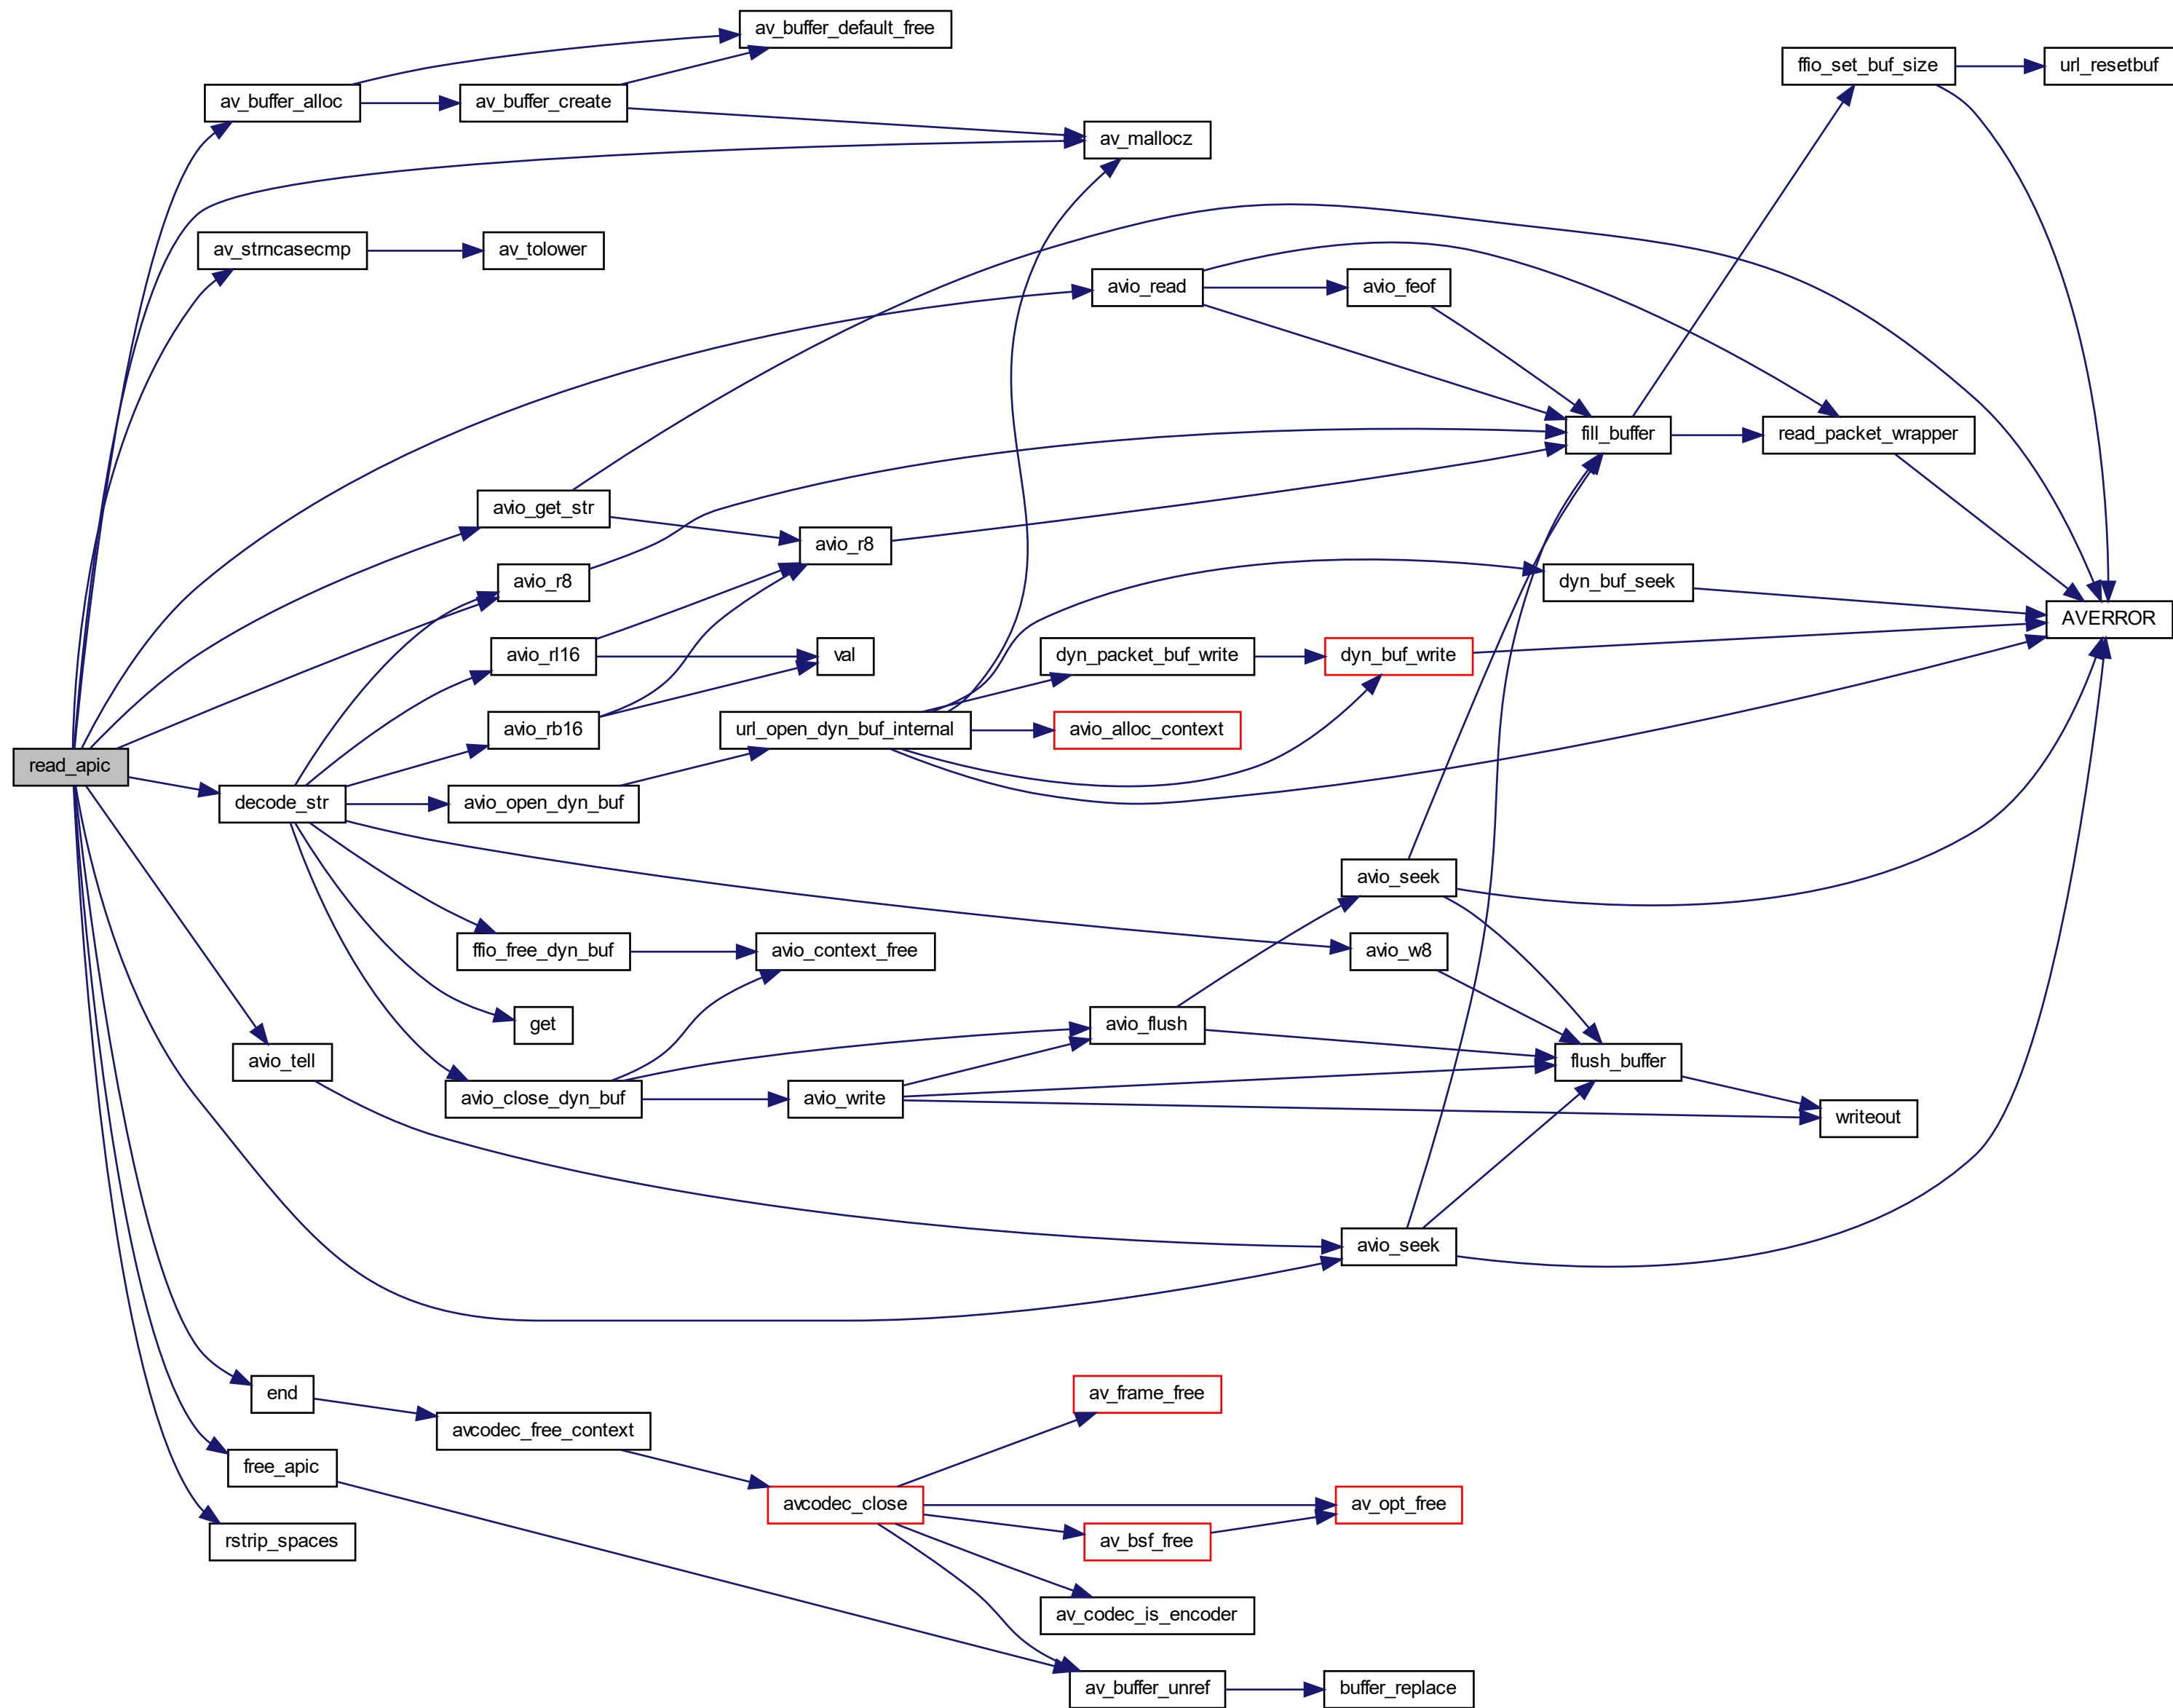 av_buffer_default_free
ffio_set_buf_size
url_resetbuf
av_buffer_alloc
av_buffer_create
av_mallocz
av_strncasecmp
av_tolower
avio_read
avio_feof
fill_buffer
read_packet_wrapper
avio_get_str
avio_r8
avio_r8
dyn_buf_seek
AVERROR
avio_rl16
val
dyn_packet_buf_write
dyn_buf_write
avio_rb16
url_open_dyn_buf_internal
avio_alloc_context
read_apic
decode_str
avio_open_dyn_buf
avio_seek
ffio_free_dyn_buf
avio_context_free
avio_w8
get
avio_flush
avio_tell
flush_buffer
avio_close_dyn_buf
avio_write
writeout
avio_seek
end
av_frame_free
avcodec_free_context
free_apic
avcodec_close
av_opt_free
rstrip_spaces
av_bsf_free
av_codec_is_encoder
av_buffer_unref
buffer_replace